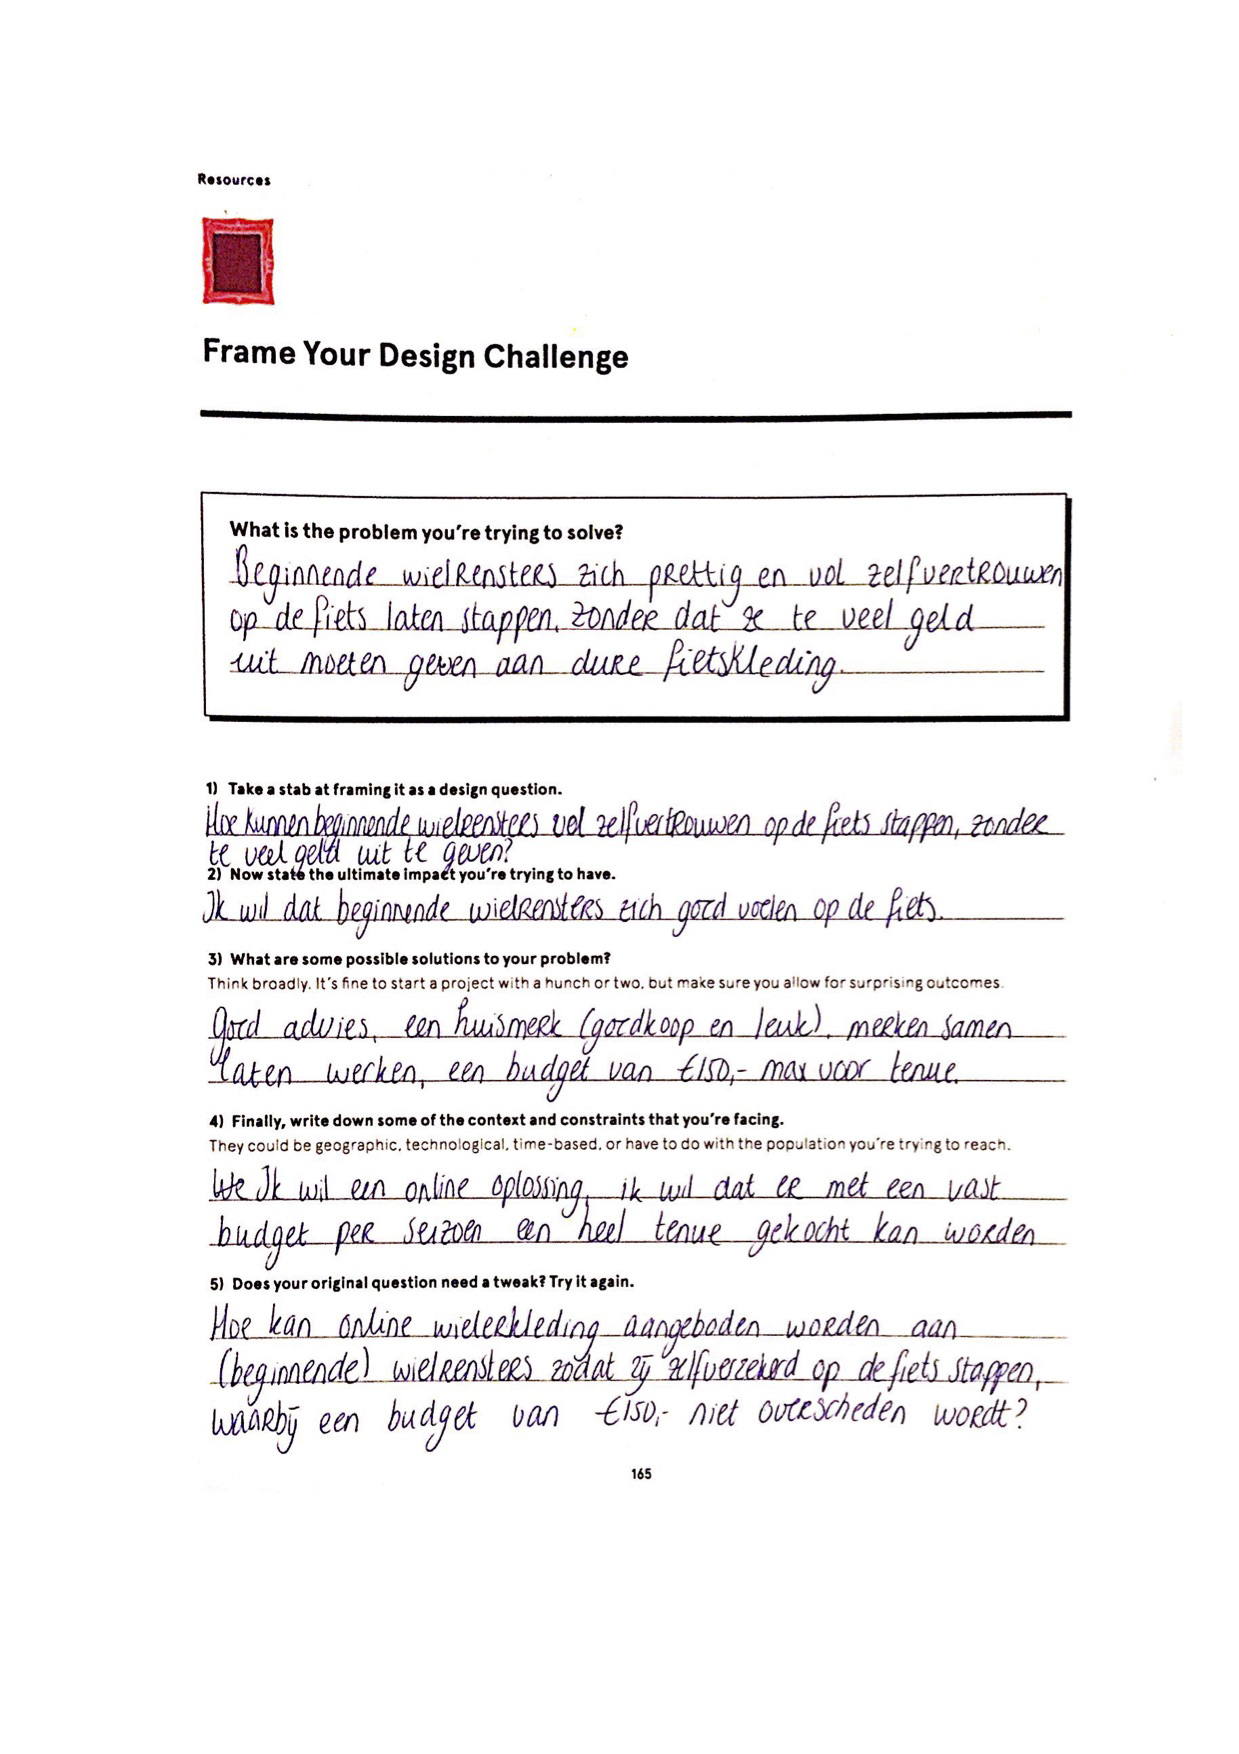 Resources
Frame Your Design Challenge
What is the problem you're trying to solve?
Beginnende wielrensters zich prettig en vol zelfvertrouwen
op de fiets laten stappen, zonder dat ze te veel geld
uit moeten geven aan dure fietskleding.
1) Take a stab at framing it as a design question.
Hoe kunnen beginnende wielrensters vol zelfvertrouwen op de fiets stappen, zonder
te veel geld uit te geven?
2) Now state the ultimate impact you're trying to have.
Ik wil dat beginnende wielrensters zich goed voelen op de fiets.
3) What are some possible solutions to your problem?
Think broadly. It's fine to start a project with a hunch or two, but make sure you allow for surprising outcomes.
Goed advies, een huismerk (goedkoop en leuk), merken samen
laten werken, een budget van €150,- max voor tenue.
4) Finally, write down some of the context and constraints that you're facing.
They could be geographic, technological, time-based, or have to do with the population you're trying to reach.
We Ik wil een online oplossing, ik wil dat er met een vast
budget per seizoen een heel tenue gekocht kan worden
5) Does your original question need a tweak? Try it again.
Hoe kan online wielerkleding aangeboden worden aan
(beginnende) wielrensters zodat zij zelfverzekerd op de fiets stappen,
waarbij een budget van €150,- niet overscheden wordt?
165